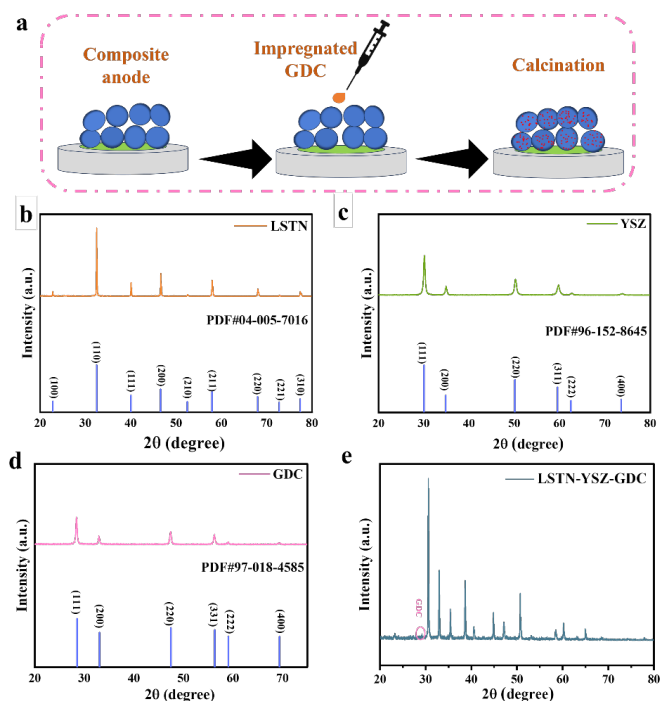 a
Composite
anode
Impregnated
GDC
Calcination
b
LSTN
PDF#04-005-7016
Intensity (a.u.)
(100)
(110)
(111)
(200)
(210)
(211)
(220)
(221)
(310)
20 30 40 50 60 70 80
2θ (degree)
c
YSZ
PDF#96-152-8645
Intensity (a.u.)
(111)
(200)
(220)
(311)
(222)
(400)
20 30 40 50 60 70 80
2θ (degree)
d
GDC
PDF#97-018-4585
Intensity (a.u.)
(111)
(200)
(220)
(331)
(222)
(400)
20 30 40 50 60 70
2θ (degree)
e
LSTN-YSZ-GDC
Intensity (a.u.)
GDC
20 30 40 50 60 70 80
2θ (degree)